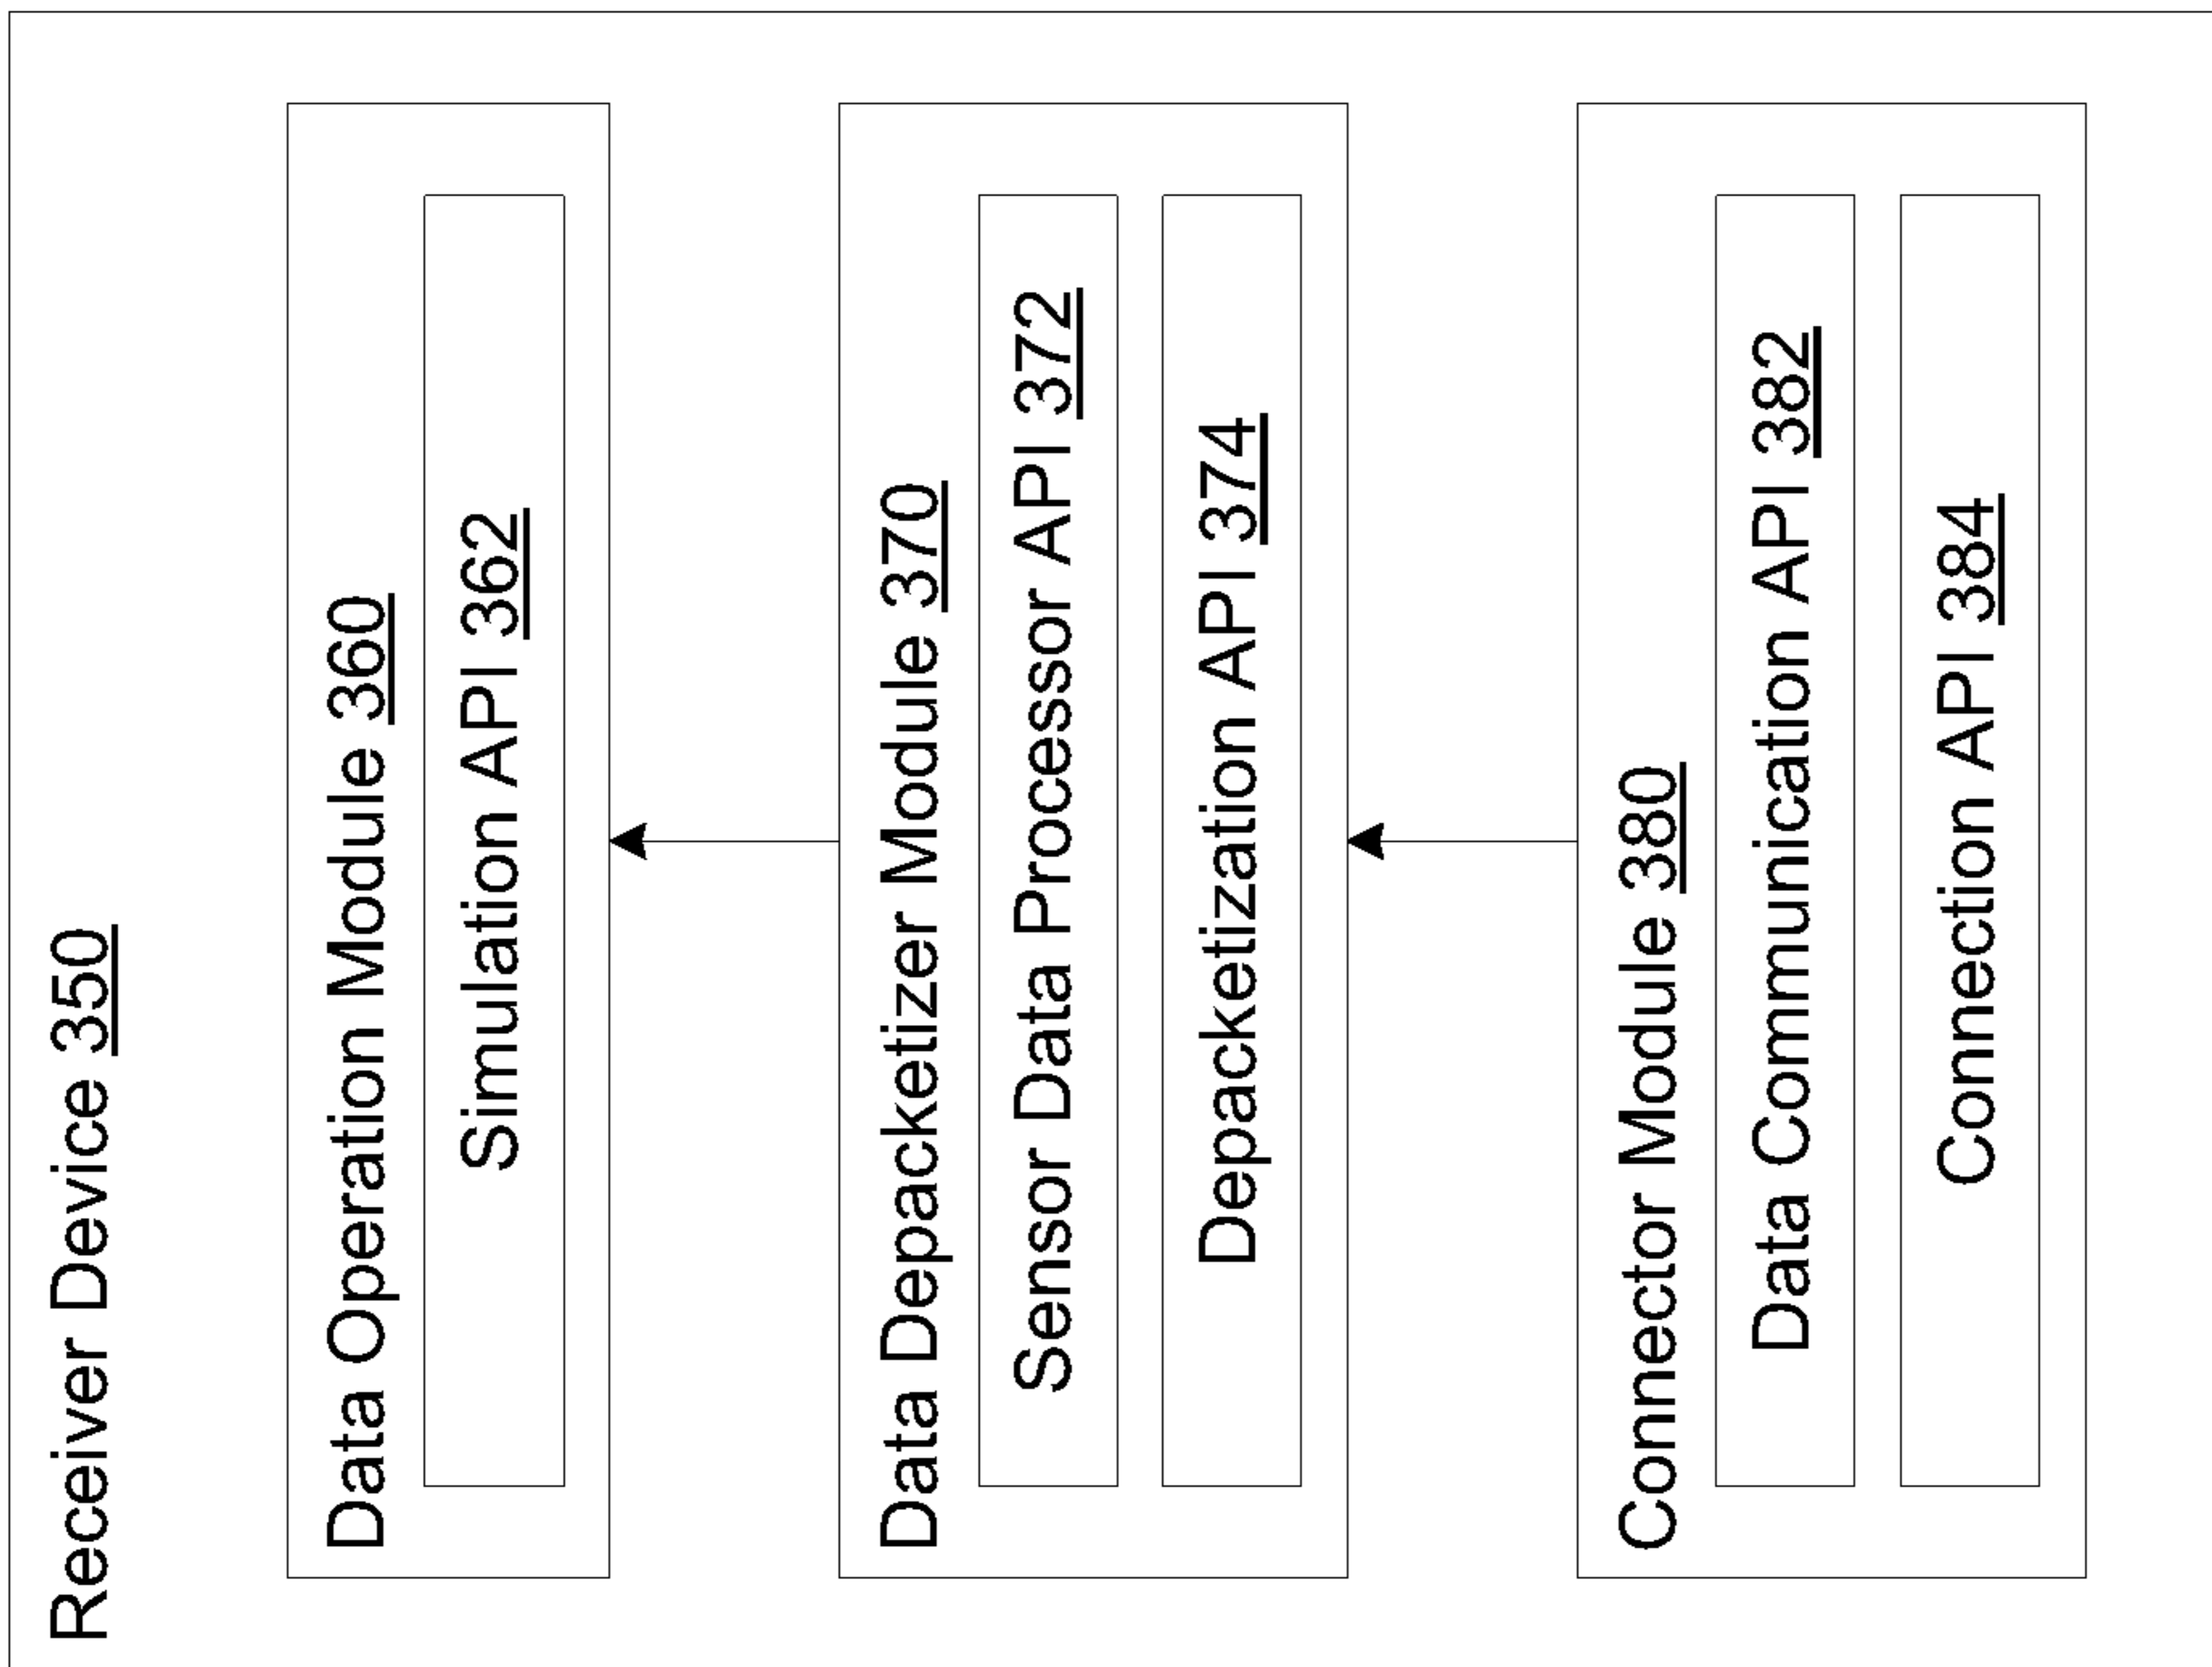 Receiver Device 350
Data Operation Module 360
Simulation API 362
Data Depacketizer Module 370
Sensor Data Processor API 372
Depacketization API 374
Connector Module 380
Data Communication API 382
Connection API 384